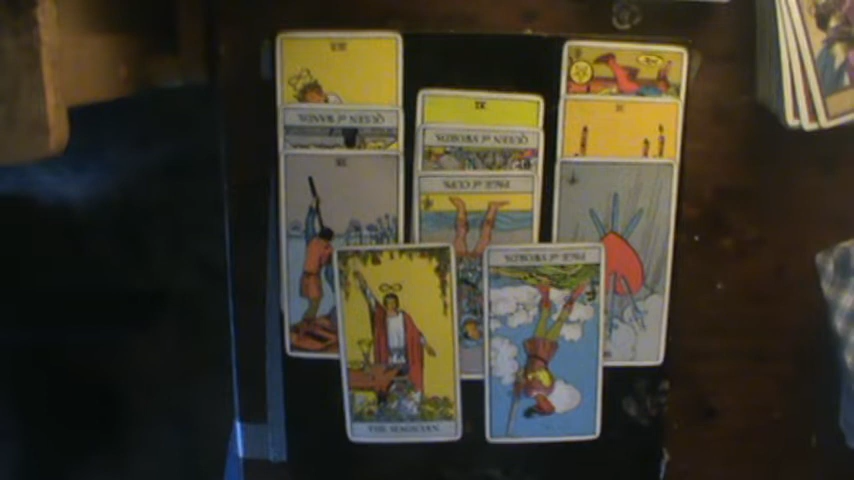 QUEEN of WANDS.
QUEEN of SWORDS.
PAGE of CUPS.
PAGE of SWORDS.
THE MAGICIAN.